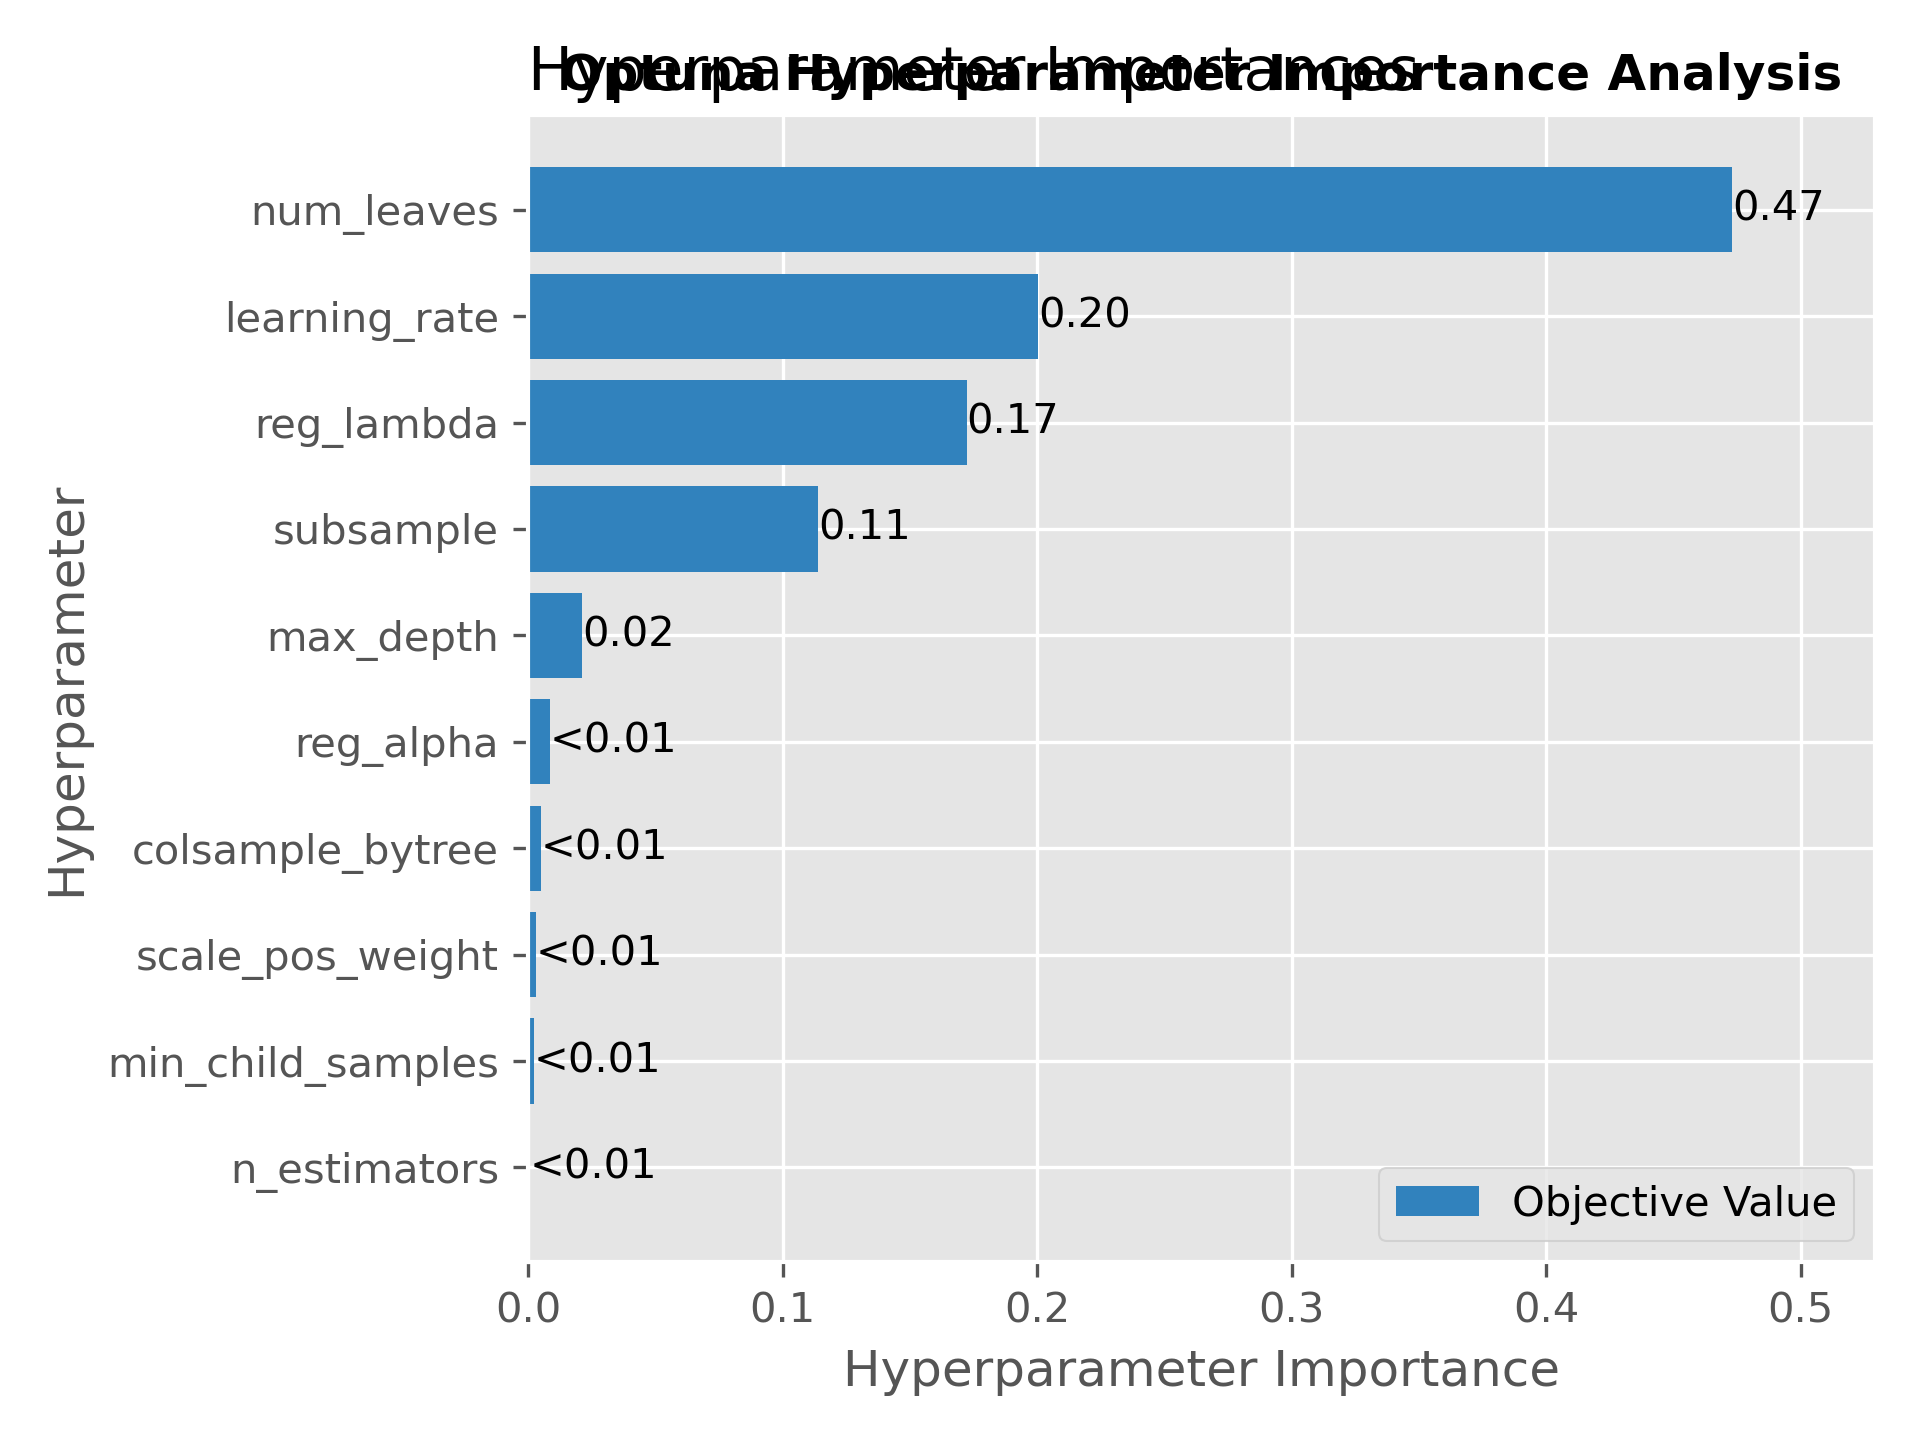 Hyperparameter Importances
Optuna Hyperparameter Importance Analysis
num_leaves 0.47
learning_rate 0.20
reg_lambda 0.17
subsample 0.11
max_depth 0.02
reg_alpha <0.01
colsample_bytree <0.01
scale_pos_weight <0.01
min_child_samples <0.01
n_estimators <0.01
Hyperparameter
Objective Value
0.0 0.1 0.2 0.3 0.4 0.5
Hyperparameter Importance